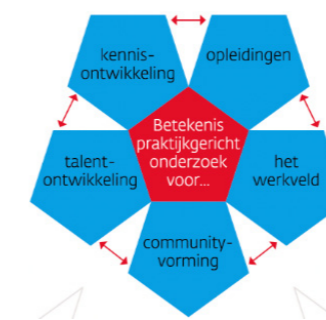 kennis-
ontwikkeling
opleidingen
Betekenis
praktijkgericht
onderzoek
voor...
talent-
ontwikkeling
het
werkveld
community-
vorming